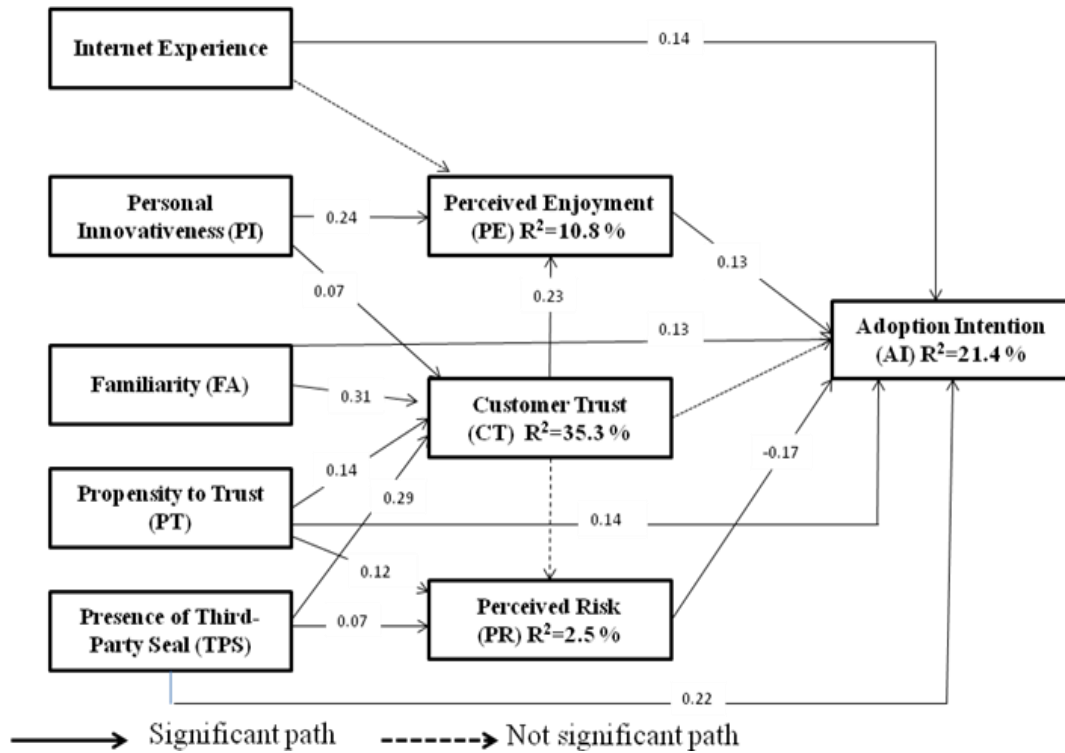 Internet Experience
0.14
Personal
Innovativeness (PI)
0.24
Perceived Enjoyment
(PE) R²=10.8 %
0.13
0.07
0.23
0.13
Adoption Intention
(AI) R²=21.4 %
Familiarity (FA)
0.31
Customer Trust
(CT) R²=35.3 %
0.14
0.29
-0.17
Propensity to Trust
(PT)
0.14
0.12
Presence of Third-
Party Seal (TPS)
0.07
Perceived Risk
(PR) R²=2.5 %
0.22
Significant path
Not significant path